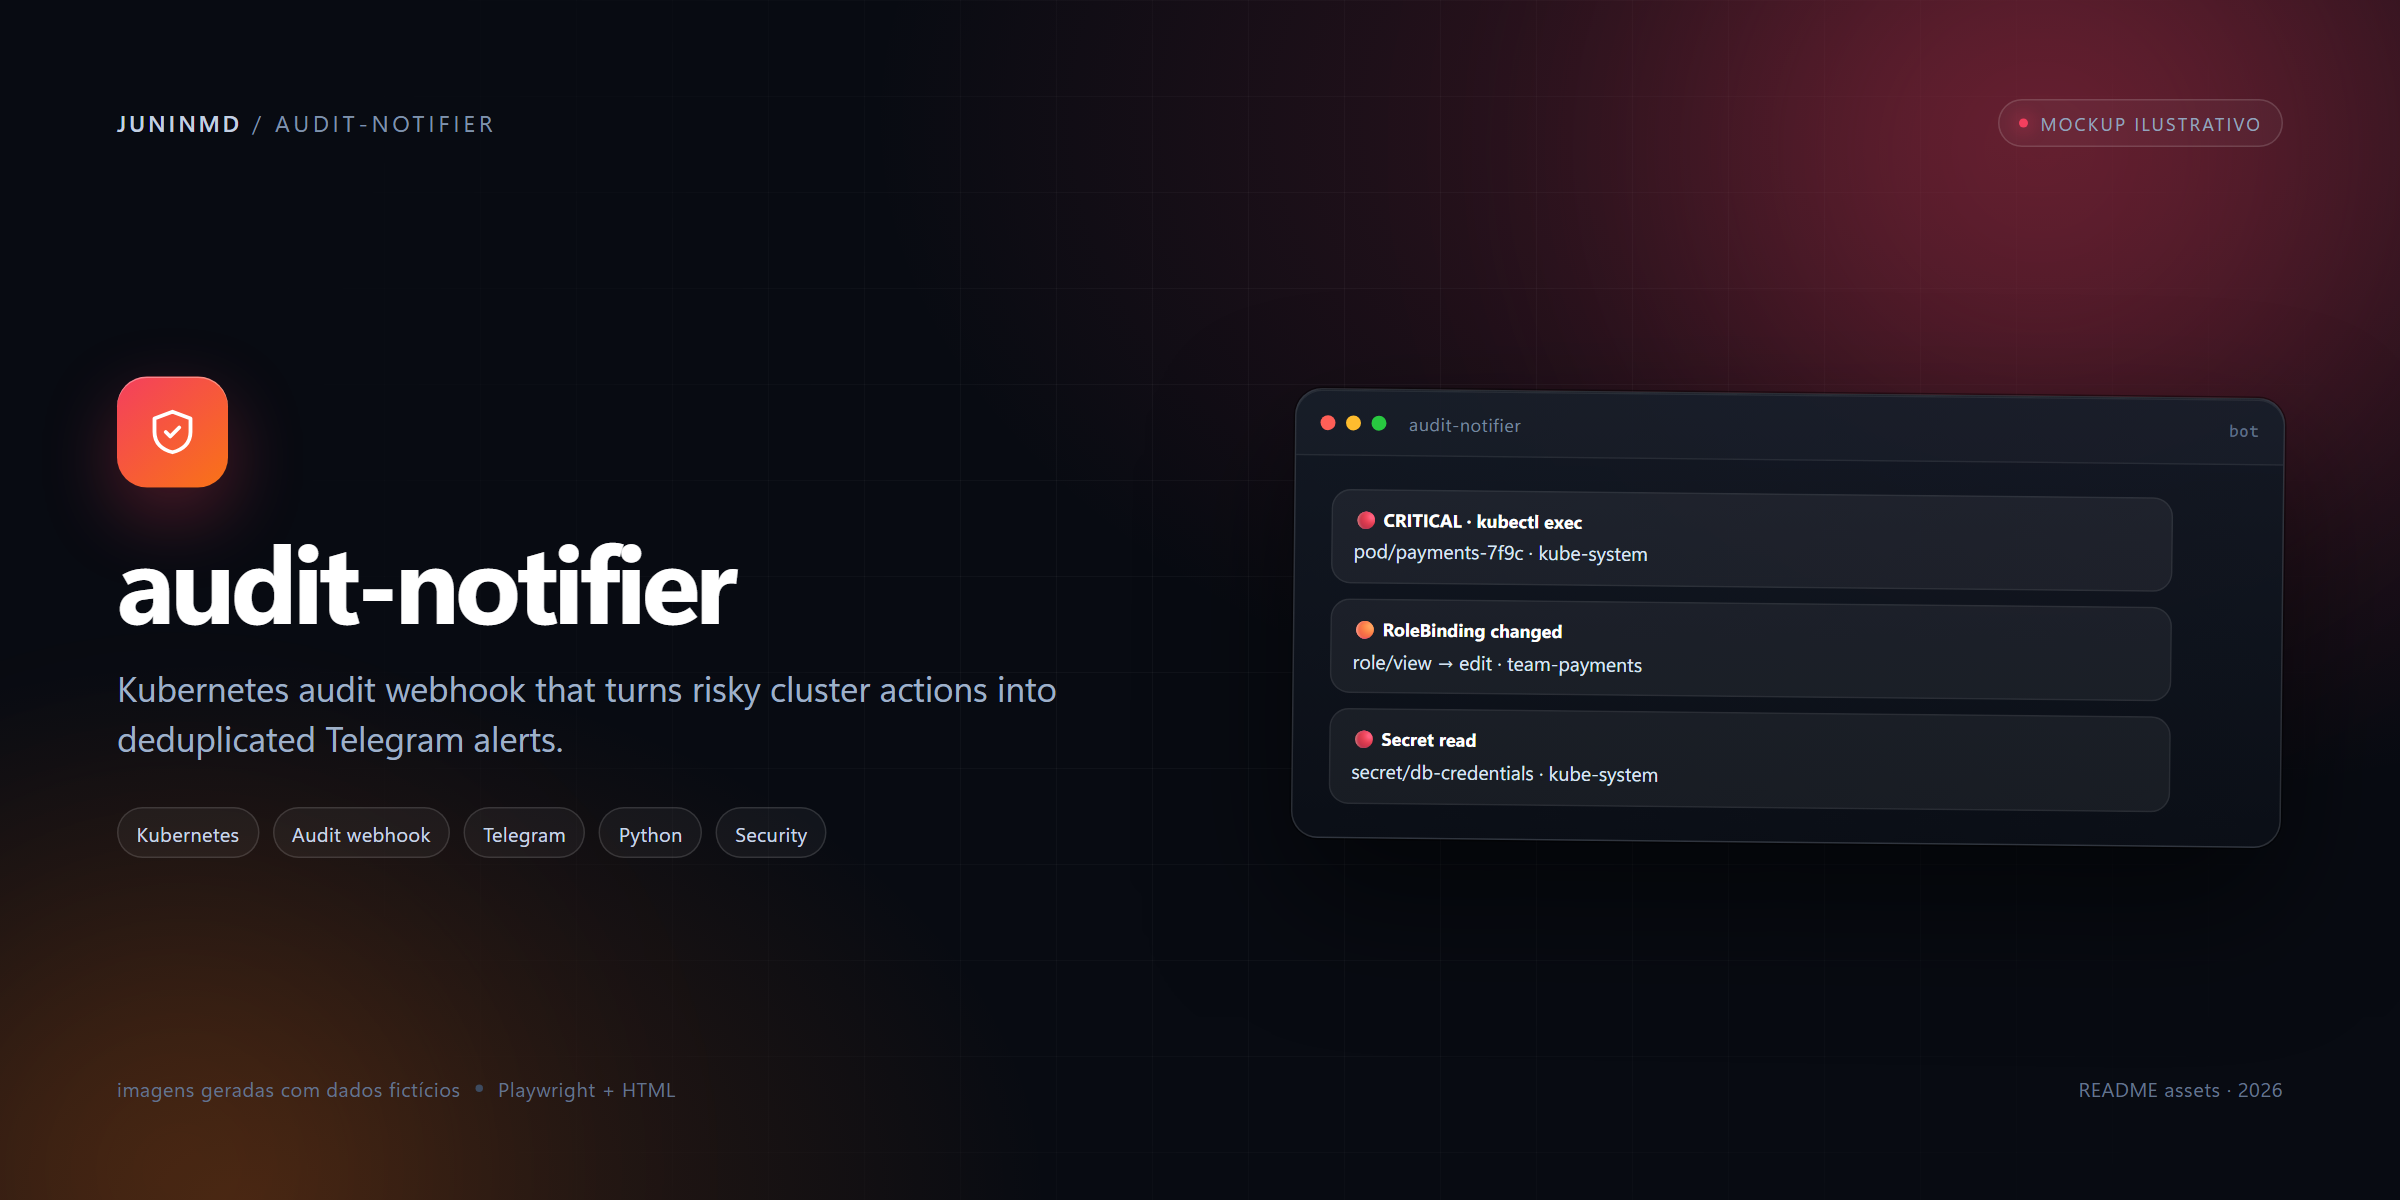 JUNINMD / AUDIT-NOTIFIER
MOCKUP ILUSTRATIVO
audit-notifier
Kubernetes audit webhook that turns risky cluster actions into
deduplicated Telegram alerts.
Kubernetes
Audit webhook
Telegram
Python
Security
audit-notifier
bot
CRITICAL · kubectl exec
pod/payments-7f9c · kube-system
RoleBinding changed
role/view → edit · team-payments
Secret read
secret/db-credentials · kube-system
imagens geradas com dados fictícios • Playwright + HTML
README assets · 2026